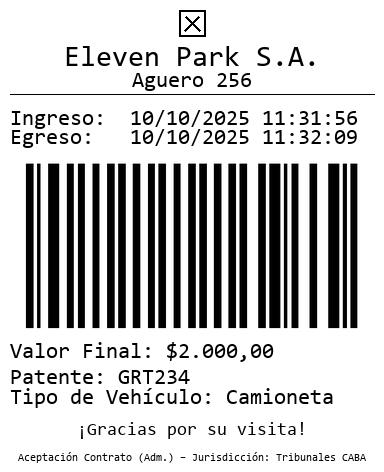 Eleven Park S.A.
Aguero 256
Ingreso: 10/10/2025 11:31:56
Egreso: 10/10/2025 11:32:09
Valor Final: $2.000,00
Patente: GRT234
Tipo de Vehículo: Camioneta
¡Gracias por su visita!
Aceptación Contrato (Adm.) – Jurisdicción: Tribunales CABA